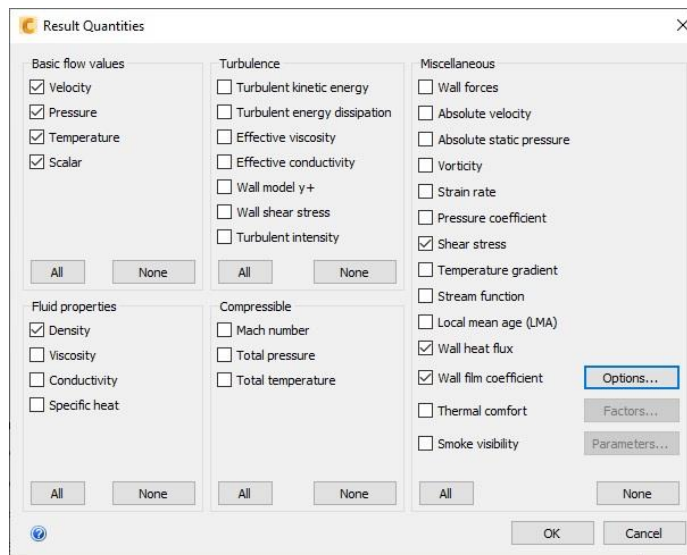 Result Quantities
Basic flow values
Velocity
Pressure
Temperature
Scalar
All
None
Turbulence
Turbulent kinetic energy
Turbulent energy dissipation
Effective viscosity
Effective conductivity
Wall model y+
Wall shear stress
Turbulent intensity
All
None
Fluid properties
Density
Viscosity
Conductivity
Specific heat
All
None
Compressible
Mach number
Total pressure
Total temperature
All
None
Miscellaneous
Wall forces
Absolute velocity
Absolute static pressure
Vorticity
Strain rate
Pressure coefficient
Shear stress
Temperature gradient
Stream function
Local mean age (LMA)
Wall heat flux
Wall film coefficient
Options...
Thermal comfort
Factors...
Smoke visibility
Parameters...
All
None
OK
Cancel